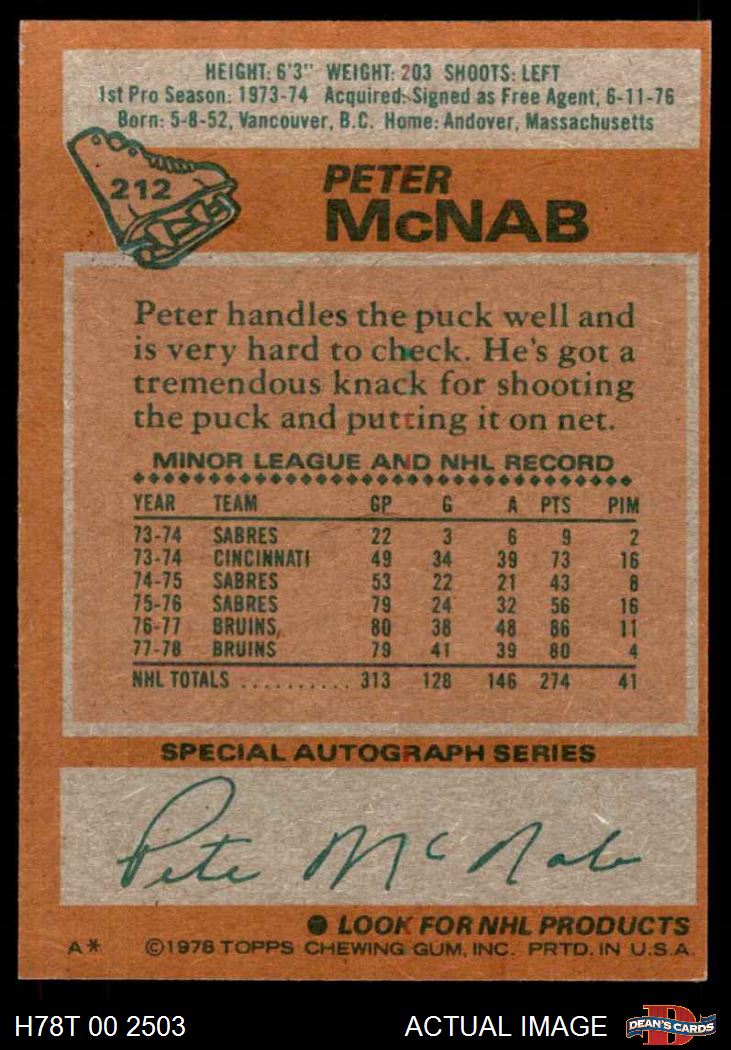 HEIGHT: 6'3" WEIGHT: 203 SHOOTS: LEFT
1st Pro Season: 1973-74 Acquired: Signed as Free Agent, 6-11-76
Born: 5-8-52, Vancouver, B.C. Home: Andover, Massachusetts
212
PETER
McNAB
Peter handles the puck well and
is very hard to check. He's got a
tremendous knack for shooting
the puck and putting it on net.
MINOR LEAGUE AND NHL RECORD
YEAR TEAM GP G A PTS PIM
73-74 SABRES 22 3 6 9 2
73-74 CINCINNATI 49 34 39 73 16
74-75 SABRES 53 22 21 43 8
75-76 SABRES 79 24 32 56 16
76-77 BRUINS 80 38 48 86 11
77-78 BRUINS 79 41 39 80 4
NHL TOTALS ........... 313 128 146 274 41
SPECIAL AUTOGRAPH SERIES
Pete McNab
● LOOK FOR NHL PRODUCTS
A* ©1978 TOPPS CHEWING GUM, INC. PRTD. IN U.S.A.
H78T 00 2503 ACTUAL IMAGE D DEAN'S CARDS